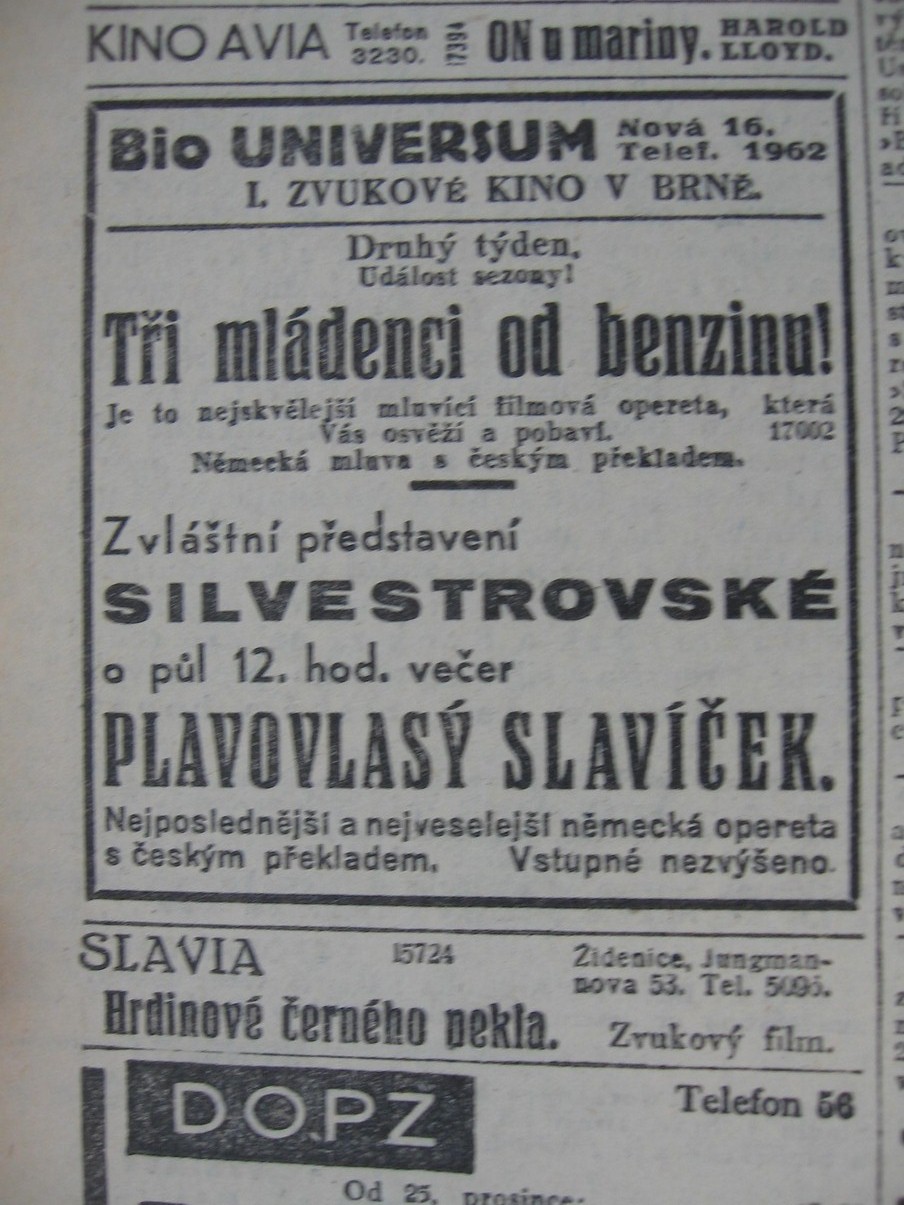 KINO AVIA Telefon 3230. 17394 ON u mariny. HAROLD LLOYD.
Bio UNIVERSUM Nová 16. Telef. 1962
I. ZVUKOVÉ KINO V BRNĚ.
Druhý týden,
Událost sezony!
Tři mládenci od benzinu!
Je to nejskvělejší mluvící filmová opereta, která
Vás osvěží a pobaví. 17002
Německá mluva s českým překladem.
Zvláštní představení
SILVESTROVSKÉ
o půl 12. hod. večer
PLAVOVLASÝ SLAVÍČEK.
Nejposlednější a nejveselejší německá opereta
s českým překladem. Vstupné nezvýšeno.
SLAVIA 15724 Židenice, Jungman-
nova 53. Tel. 5095.
Hrdinové černého pekla. Zvukový film.
DOPZ Telefon 56
Od 25. prosince: